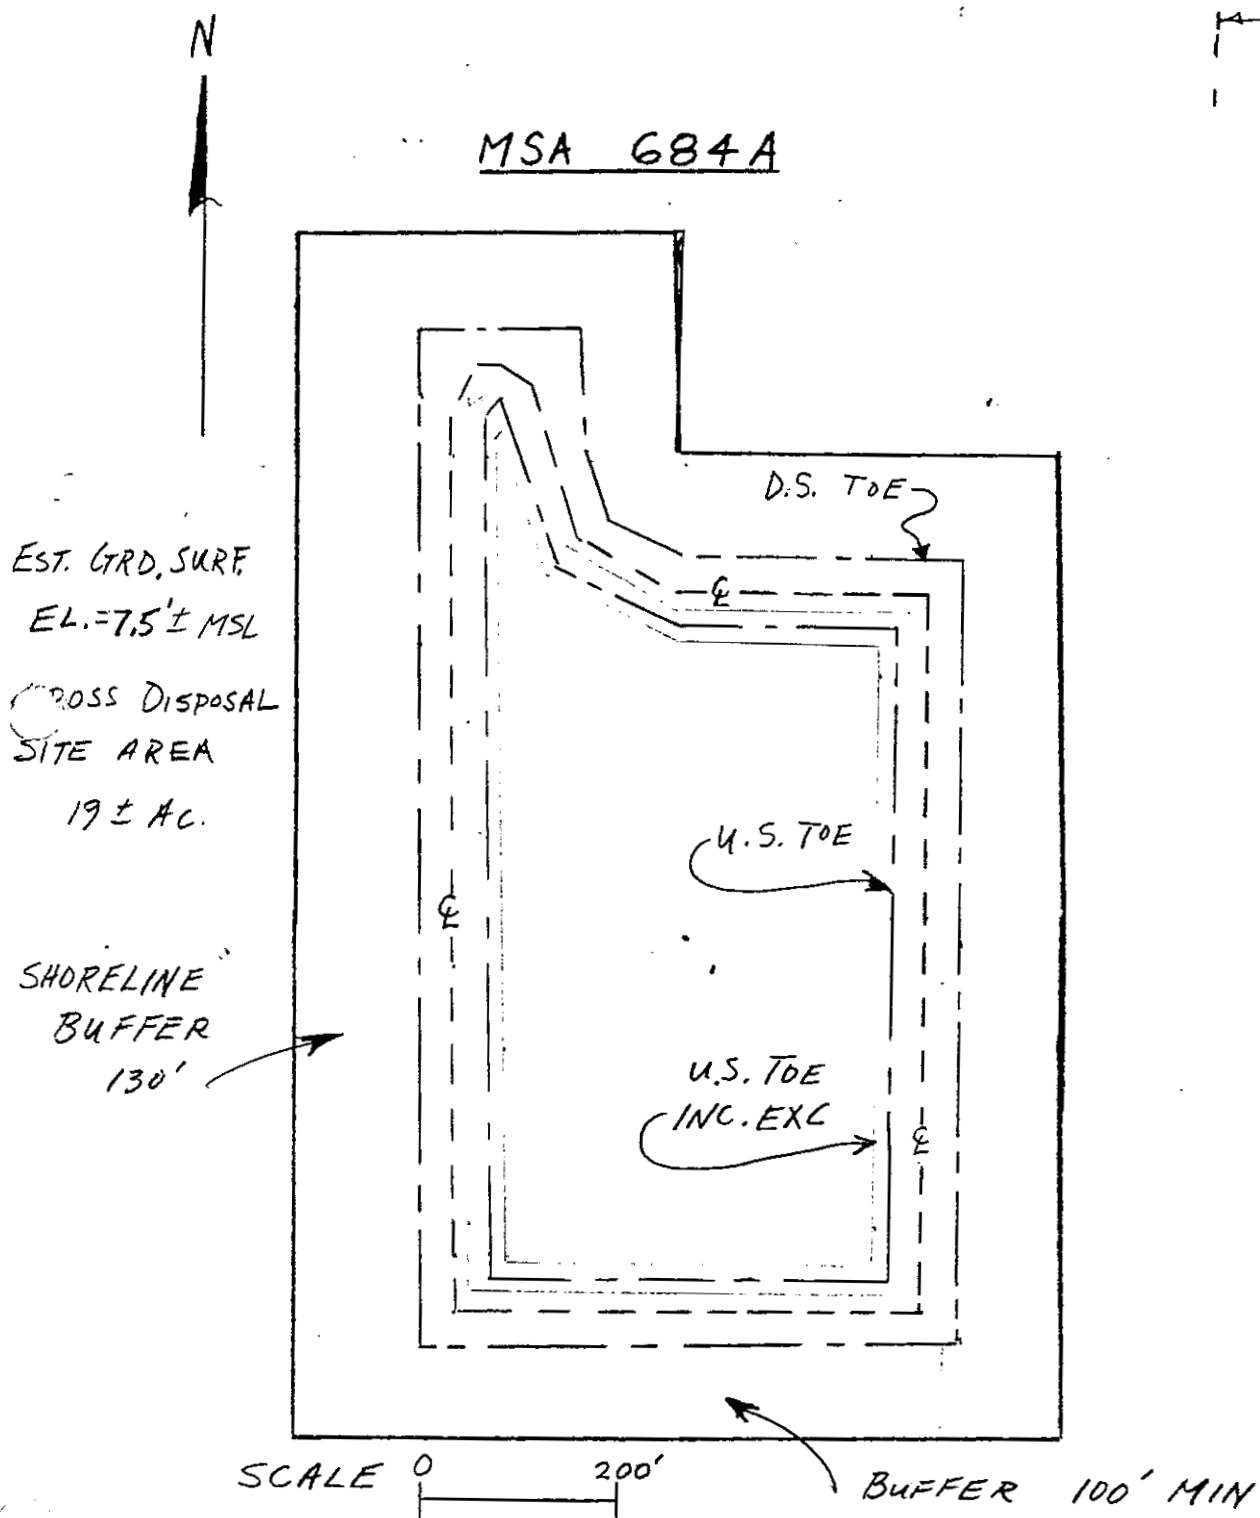 N
MSA 684A
D.S. TOE
EST. GRD. SURF.
EL.=7.5'± MSL
DISPOSAL
SITE AREA
19± AC.
℄
U.S. TOE
℄
SHORELINE
BUFFER
130'
U.S. TOE
INC. EXC
℄
SCALE 0 200'
BUFFER 100' MIN